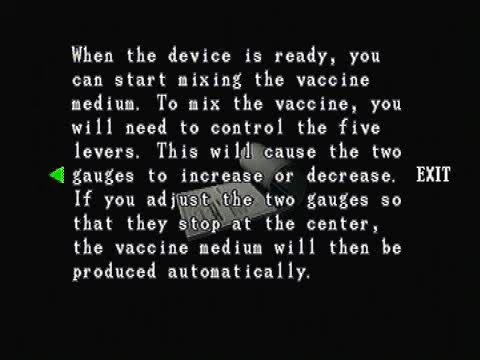 When the device is ready, you
can start mixing the vaccine
medium. To mix the vaccine, you
will need to control the five
levers. This will cause the two
gauges to increase or decrease.
EXIT
If you adjust the two gauges so
that they stop at the center,
the vaccine medium will then be
produced automatically.